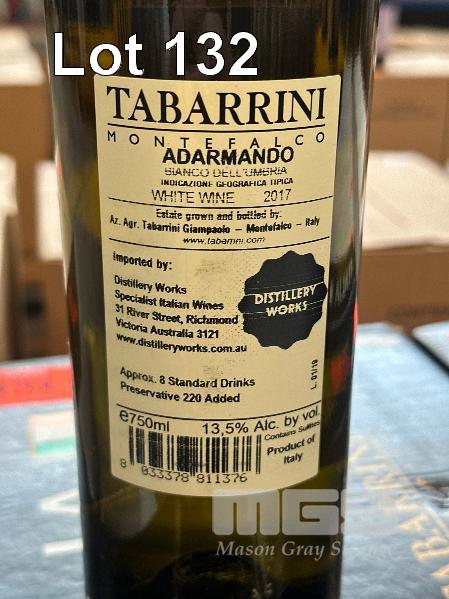 Lot 132
TABARRINI
MONTEFALCO
ADARMANDO
BIANCO DELL'UMBRIA
INDICAZIONE GEOGRAFICA TIPICA
WHITE WINE 2017
Estate grown and bottled by:
Az. Agr. Tabarrini Giampaolo – Montefalco – Italy
www.tabarrini.com
Imported by:
Distillery Works
Specialist Italian Wines
31 River Street, Richmond
Victoria Australia 3121
www.distilleryworks.com.au
DISTILLERY
WORKS
Approx. 8 Standard Drinks
Preservative 220 Added
L. 01/19
e750ml 13,5% Alc. by vol.
Contains Sulfites
Product of
Italy
8 033378 811376
Mason Gray